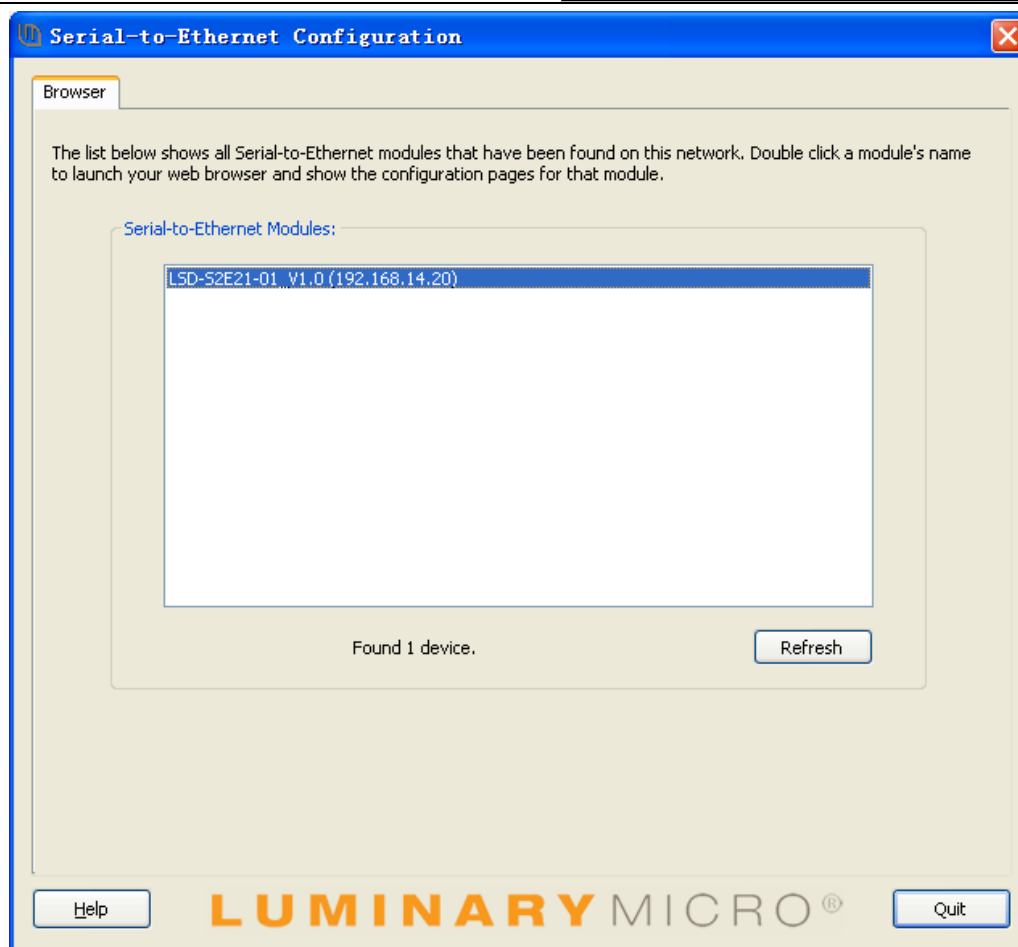 Serial-to-Ethernet Configuration
Browser
The list below shows all Serial-to-Ethernet modules that have been found on this network. Double click a module's name
to launch your web browser and show the configuration pages for that module.
Serial-to-Ethernet Modules:
LSD-S2E21-01_V1.0 (192.168.14.20)
Found 1 device.
Refresh
Help
LUMINARYMICRO®
Quit